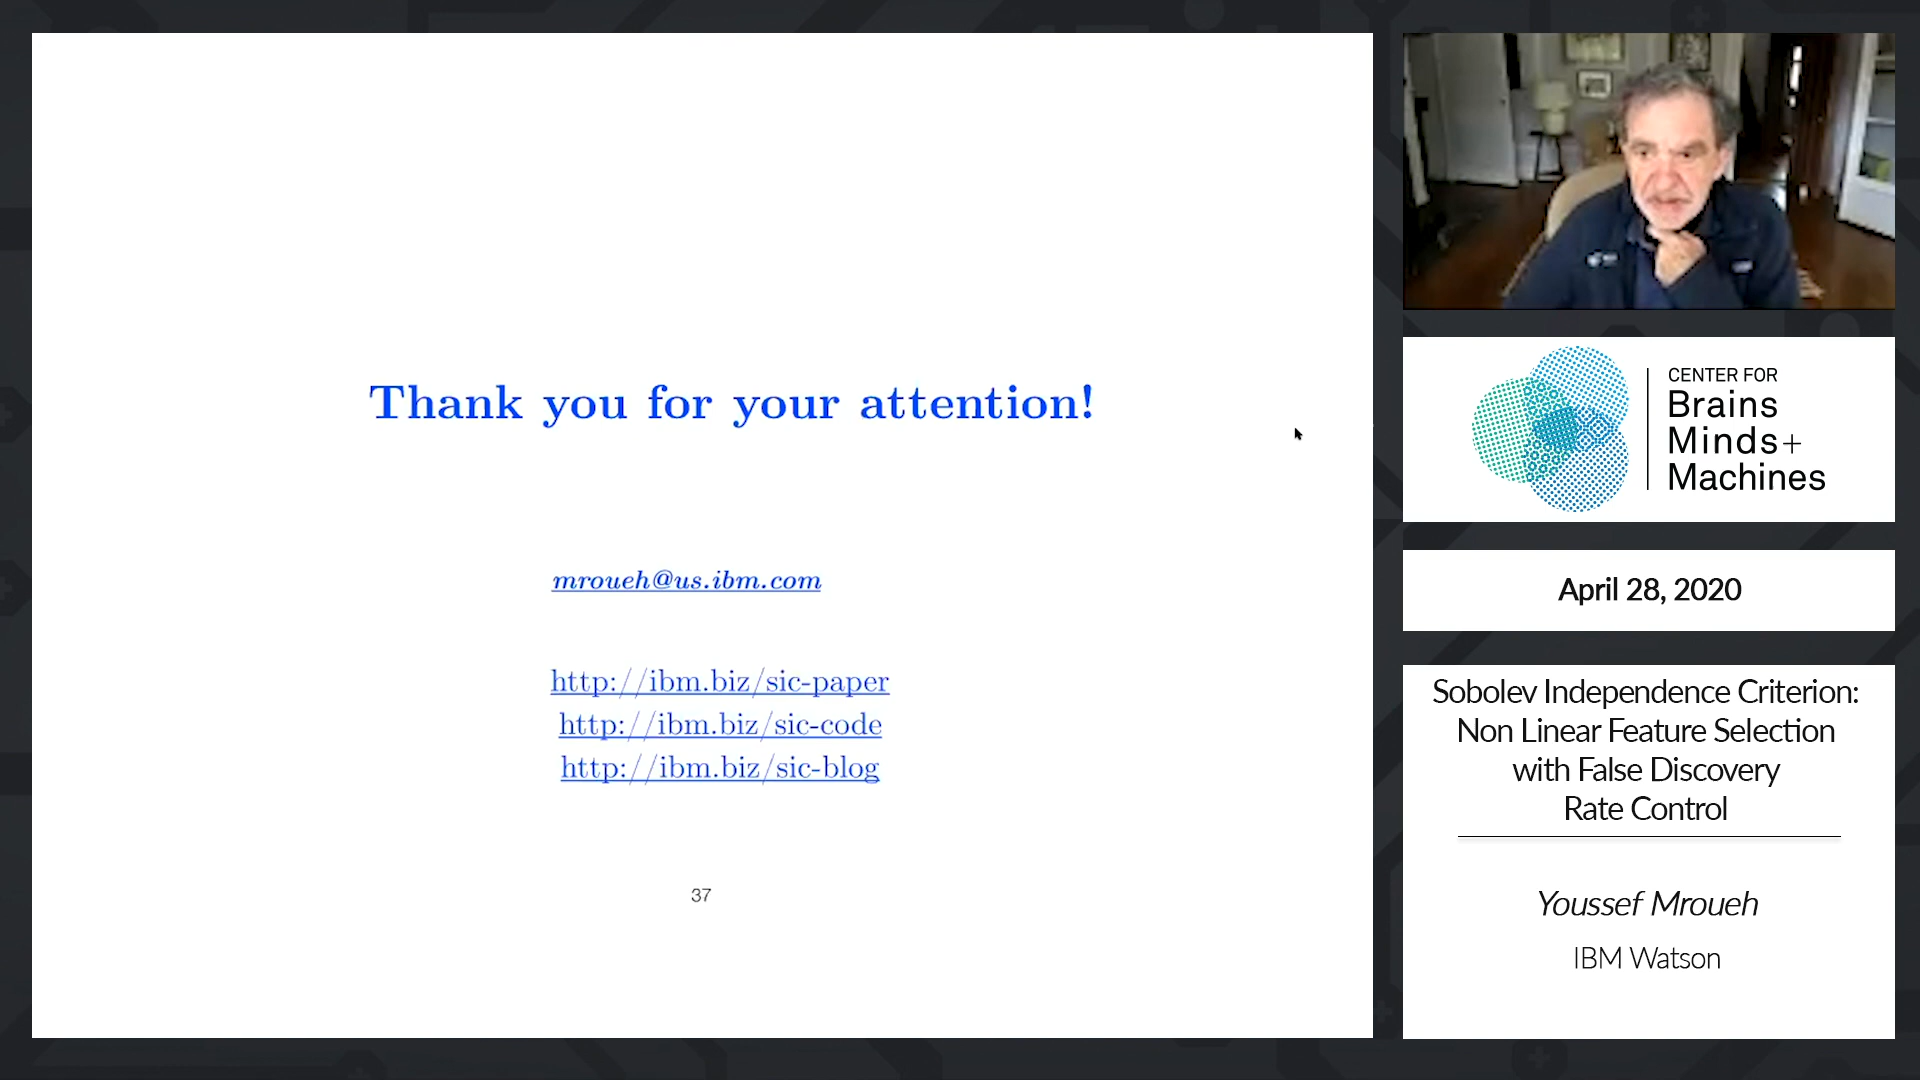 Thank you for your attention!
mroueh@us.ibm.com
http://ibm.biz/sic-paper
http://ibm.biz/sic-code
http://ibm.biz/sic-blog
37
CENTER FOR
Brains
Minds+
Machines
April 28, 2020
Sobolev Independence Criterion:
Non Linear Feature Selection
with False Discovery
Rate Control
Youssef Mroueh
IBM Watson